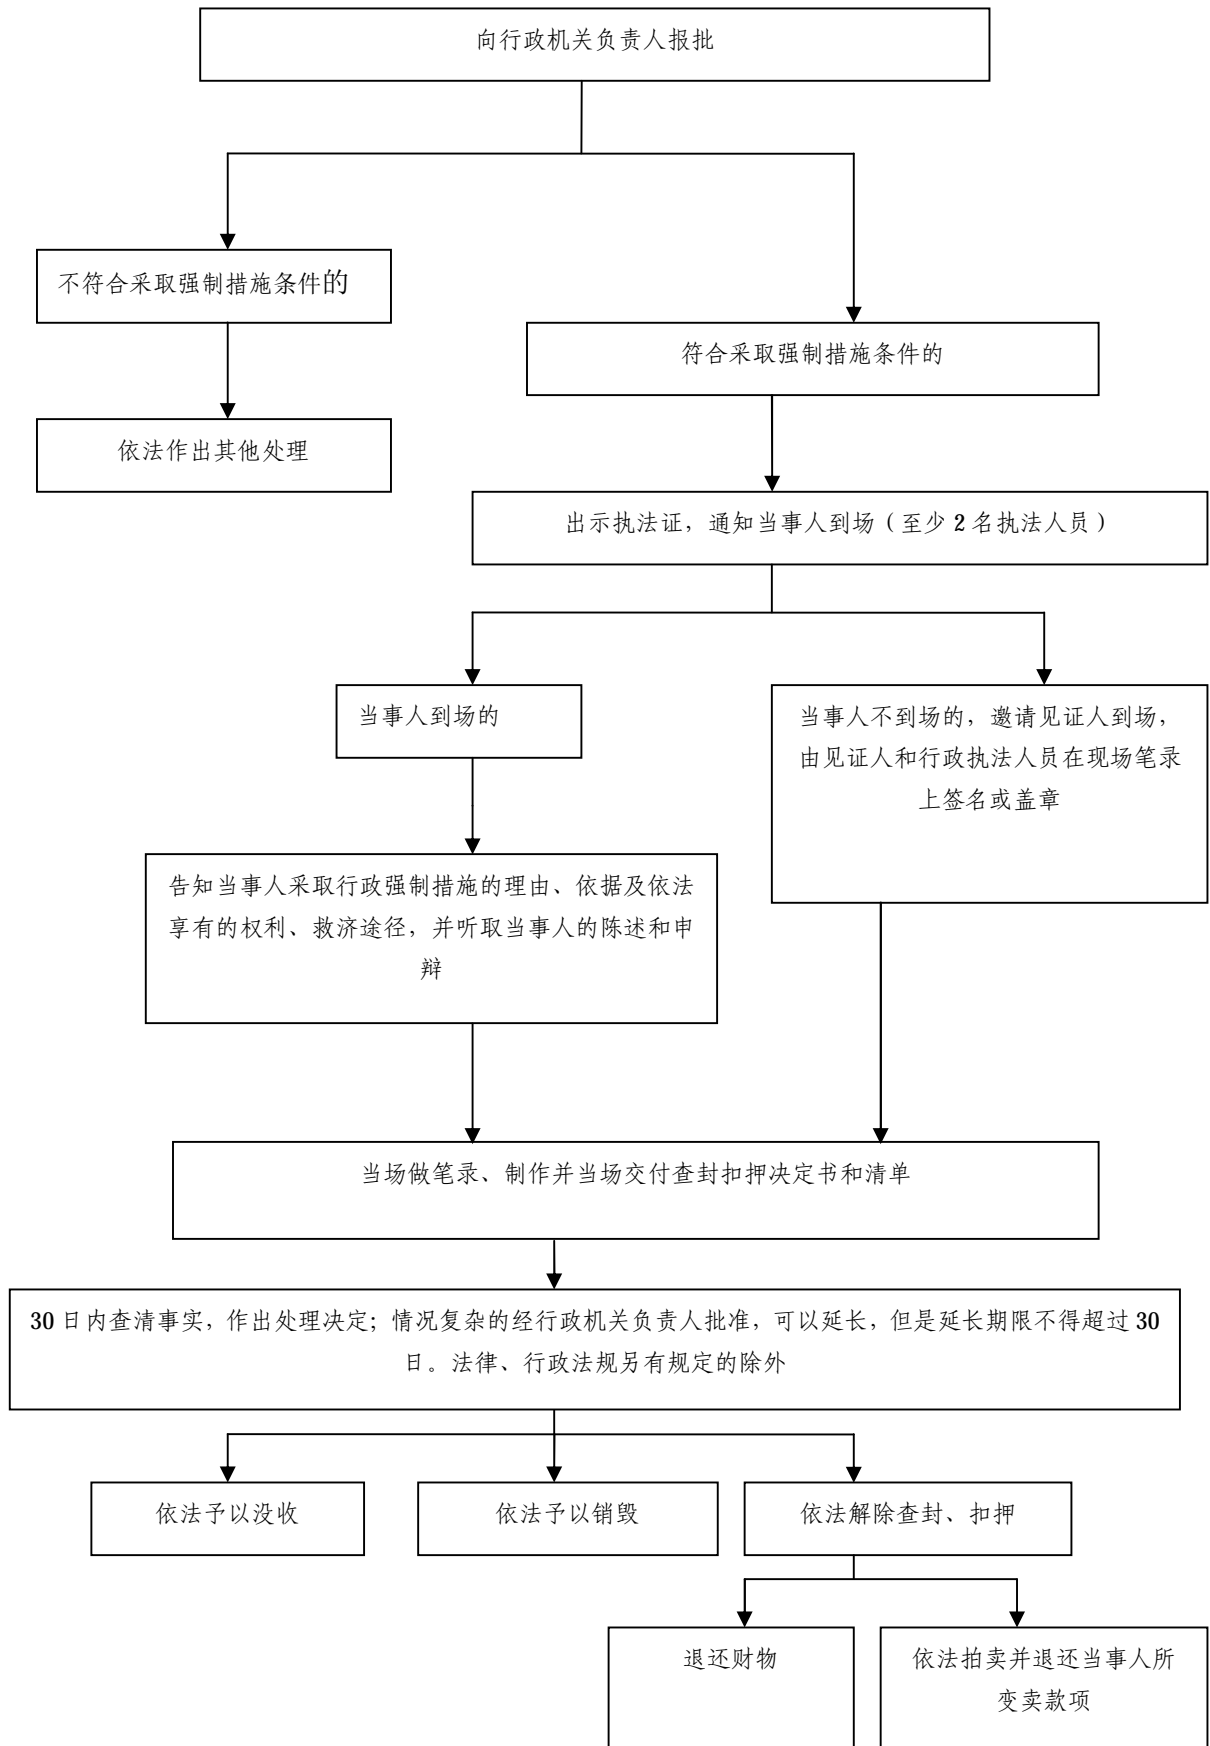 向行政机关负责人报批
不符合采取强制措施条件的
符合采取强制措施条件的
依法作出其他处理
出示执法证，通知当事人到场（至少 2 名执法人员）
当事人到场的
当事人不到场的，邀请见证人到场，
由见证人和行政执法人员在现场笔录
上签名或盖章
告知当事人采取行政强制措施的理由、依据及依法
享有的权利、救济途径，并听取当事人的陈述和申
辩
当场做笔录、制作并当场交付查封扣押决定书和清单
30 日内查清事实，作出处理决定；情况复杂的经行政机关负责人批准，可以延长，但是延长期限不得超过 30
日。法律、行政法规另有规定的除外
依法予以没收
依法予以销毁
依法解除查封、扣押
退还财物
依法拍卖并退还当事人所
变卖款项